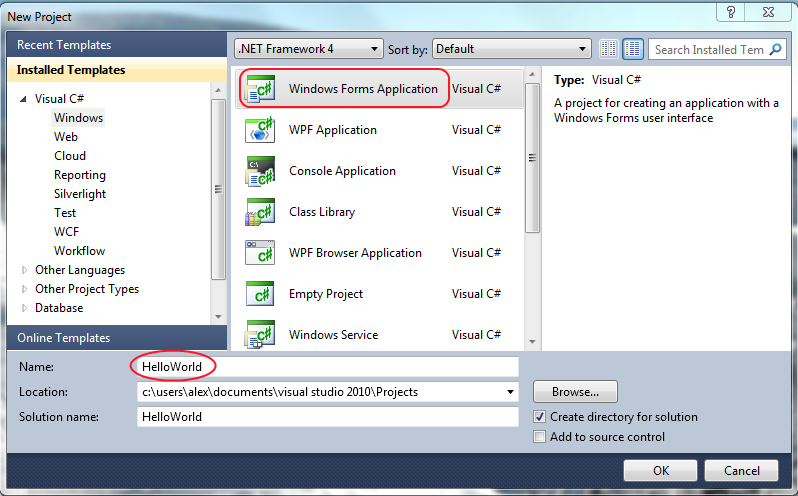 New Project
Recent Templates
Installed Templates
Visual C#
Windows
Web
Cloud
Reporting
Silverlight
Test
WCF
Workflow
Other Languages
Other Project Types
Database
Online Templates
.NET Framework 4 Sort by: Default Search Installed Tem
Windows Forms Application Visual C#
WPF Application Visual C#
Console Application Visual C#
Class Library Visual C#
WPF Browser Application Visual C#
Empty Project Visual C#
Windows Service Visual C#
Type: Visual C#
A project for creating an application with a
Windows Forms user interface
Name: HelloWorld
Location: c:\users\alex\documents\visual studio 2010\Projects Browse...
Solution name: HelloWorld
Create directory for solution
Add to source control
OK Cancel